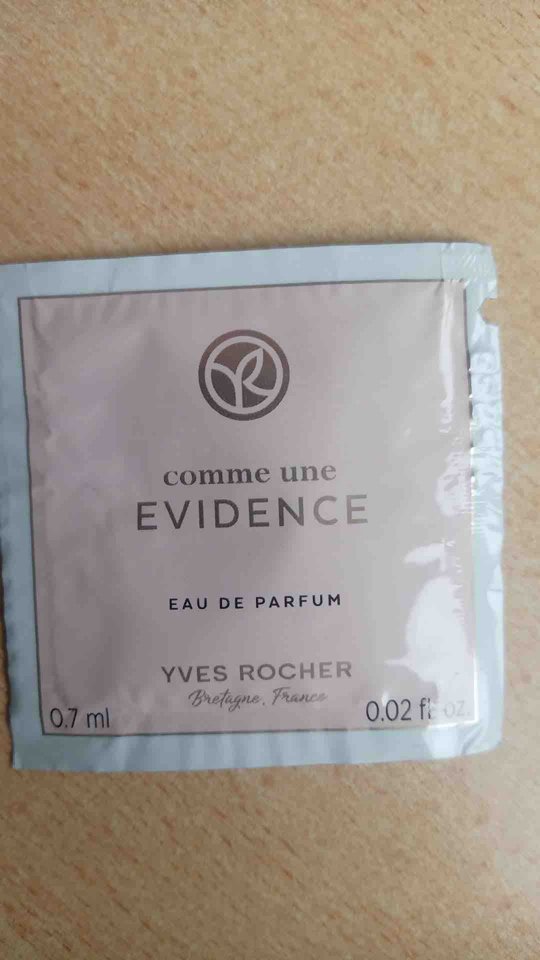 comme une
EVIDENCE
EAU DE PARFUM
YVES ROCHER
Bretagne, France
0.7 ml
0.02 fl oz